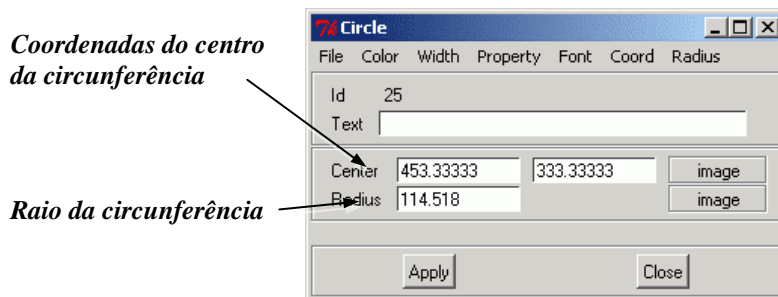 Circle
File Color Width Property Font Coord Radius
Coordenadas do centro
da circunferência
Id 25
Text
Center 453.33333 333.33333 image
Raio da circunferência
Radius 114.518 image
Apply Close